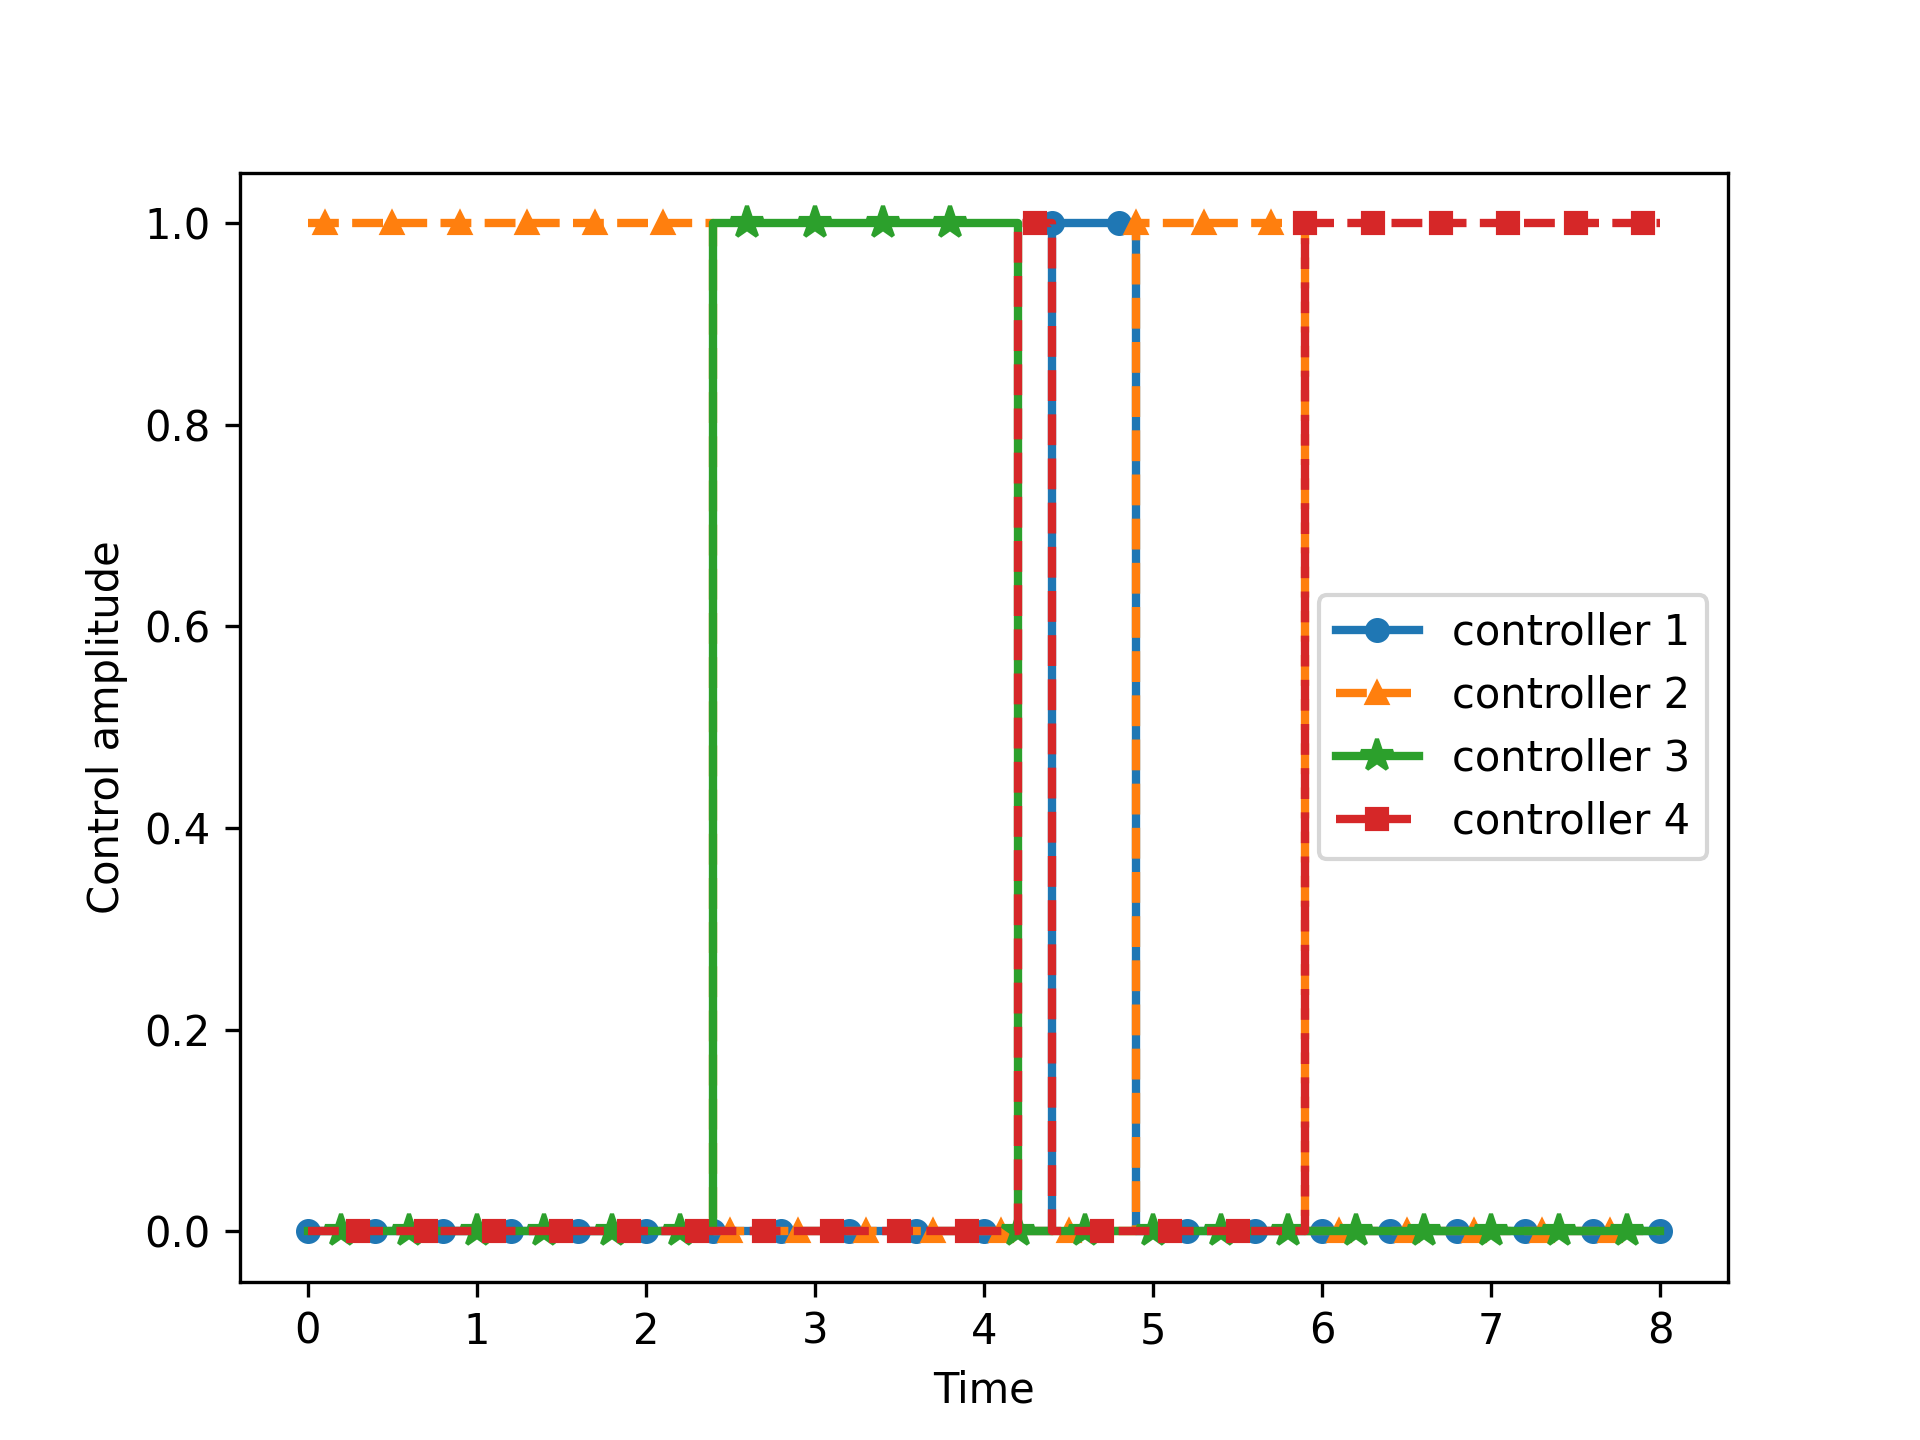 1.0
0.8
0.6
0.4
0.2
0.0
Control amplitude
controller 1
controller 2
controller 3
controller 4
0 1 2 3 4 5 6 7 8
Time